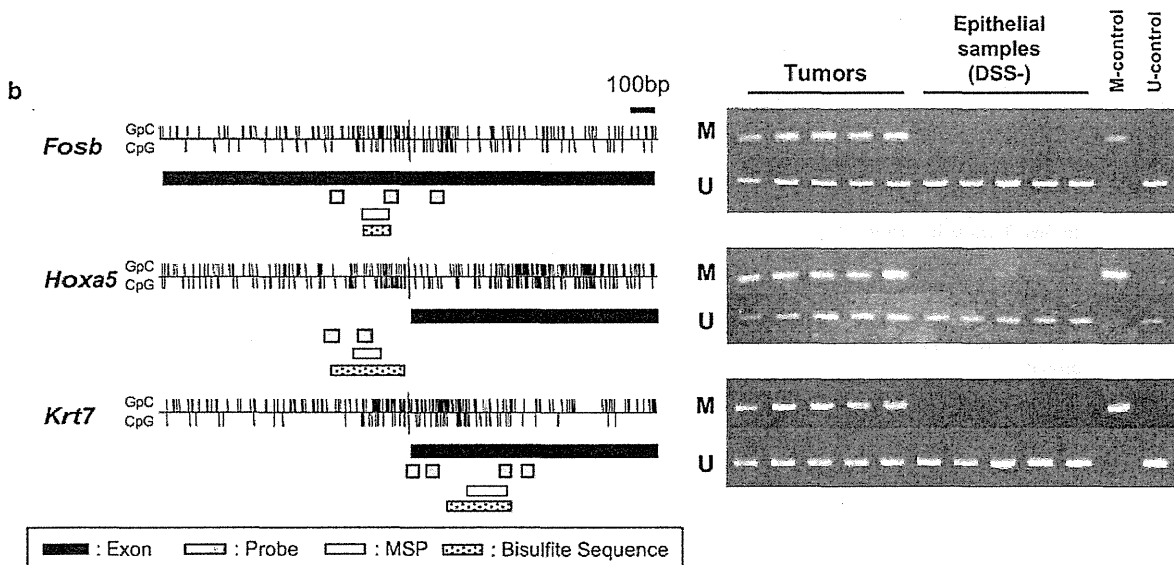 b
100bp
Fosb
GpC
CpG
Hoxa5
GpC
CpG
Krt7
GpC
CpG
: Exon : Probe : MSP : Bisulfite Sequence
Tumors
Epithelial
samples
(DSS-)
M-control
U-control
M
U
M
U
M
U